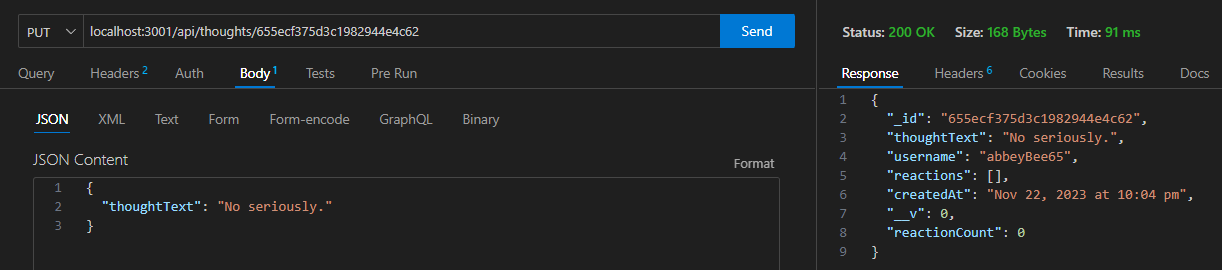 PUT localhost:3001/api/thoughts/655ecf375d3c1982944e4c62 Send
Query Headers 2 Auth Body 1 Tests Pre Run
JSON XML Text Form Form-encode GraphQL Binary
JSON Content
Format
1 {
2 "thoughtText": "No seriously."
3 }
Status: 200 OK Size: 168 Bytes Time: 91 ms
Response Headers 6 Cookies Results Docs
1 {
2 "_id": "655ecf375d3c1982944e4c62",
3 "thoughtText": "No seriously.",
4 "username": "abbeyBee65",
5 "reactions": [],
6 "createdAt": "Nov 22, 2023 at 10:04 pm",
7 "__v": 0,
8 "reactionCount": 0
9 }